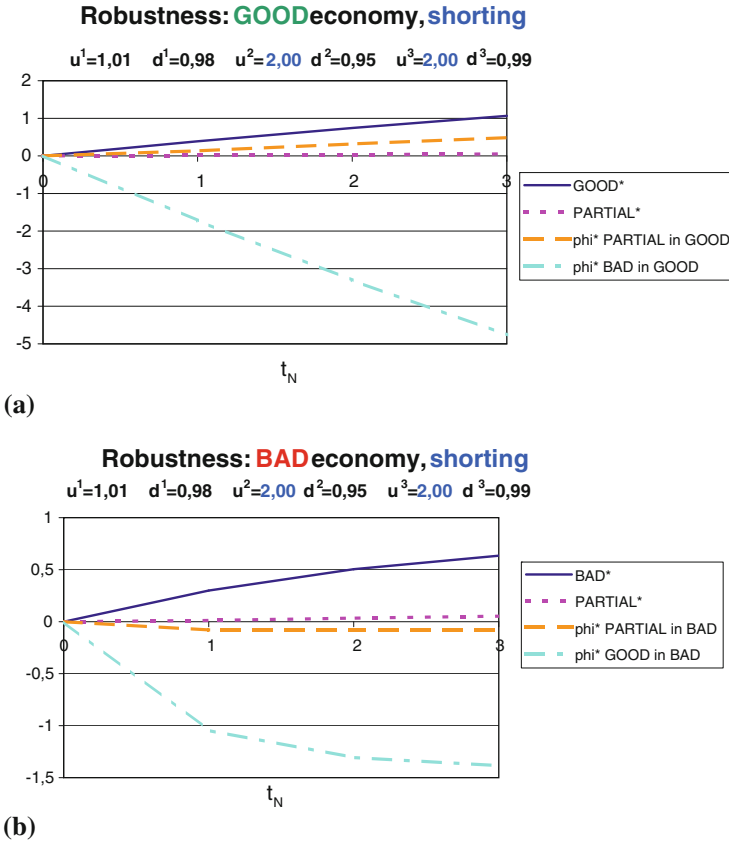 Robustness: GOOD economy, shorting
u¹=1,01 d¹=0,98 u²=2,00 d²=0,95 u³=2,00 d³=0,99
2
1
0
-1
-2
-3
-4
-5
0 1 2 3
t_N
GOOD*
PARTIAL*
phi* PARTIAL in GOOD
phi* BAD in GOOD
(a)
Robustness: BAD economy, shorting
u¹=1,01 d¹=0,98 u²=2,00 d²=0,95 u³=2,00 d³=0,99
1
0,5
0
-0,5
-1
-1,5
0 1 2 3
t_N
BAD*
PARTIAL*
phi* PARTIAL in BAD
phi* GOOD in BAD
(b)